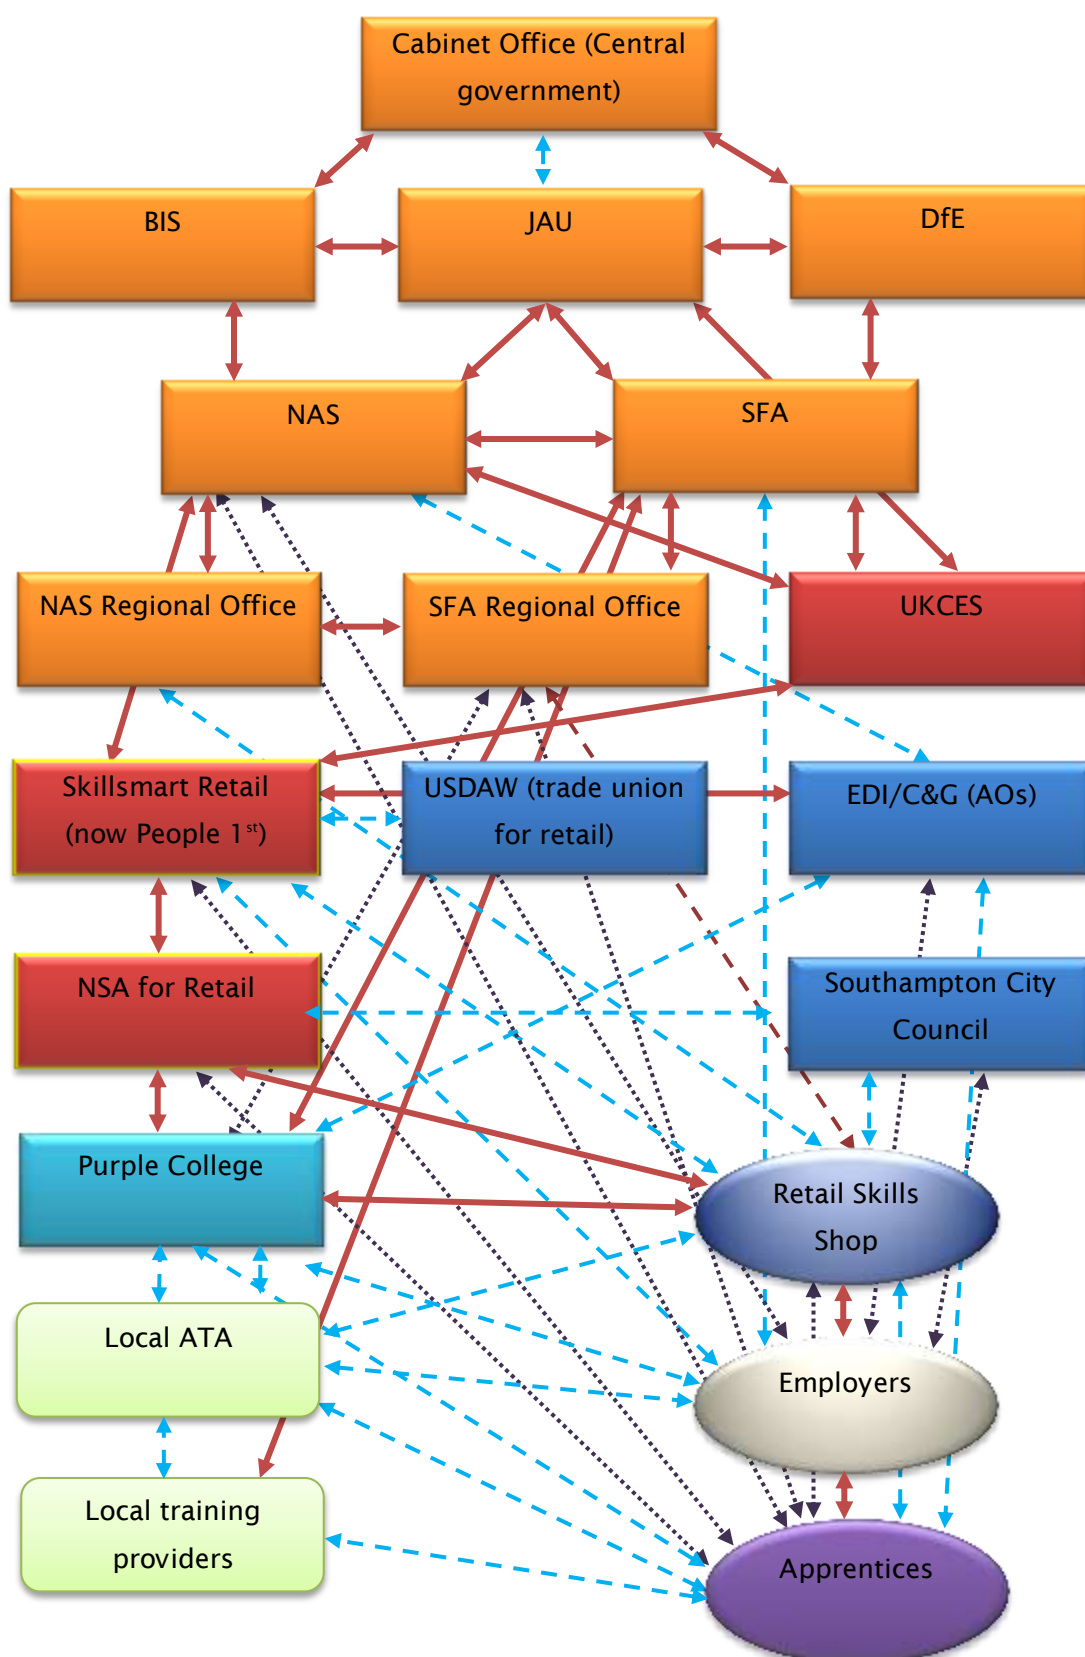 Cabinet Office (Central
government)
BIS
JAU
DfE
NAS
SFA
NAS Regional Office
SFA Regional Office
UKCES
Skillsmart Retail
(now People 1st)
USDAW (trade union
for retail)
EDI/C&G (AOs)
NSA for Retail
Southampton City
Council
Purple College
Retail Skills
Shop
Local ATA
Employers
Local training
providers
Apprentices